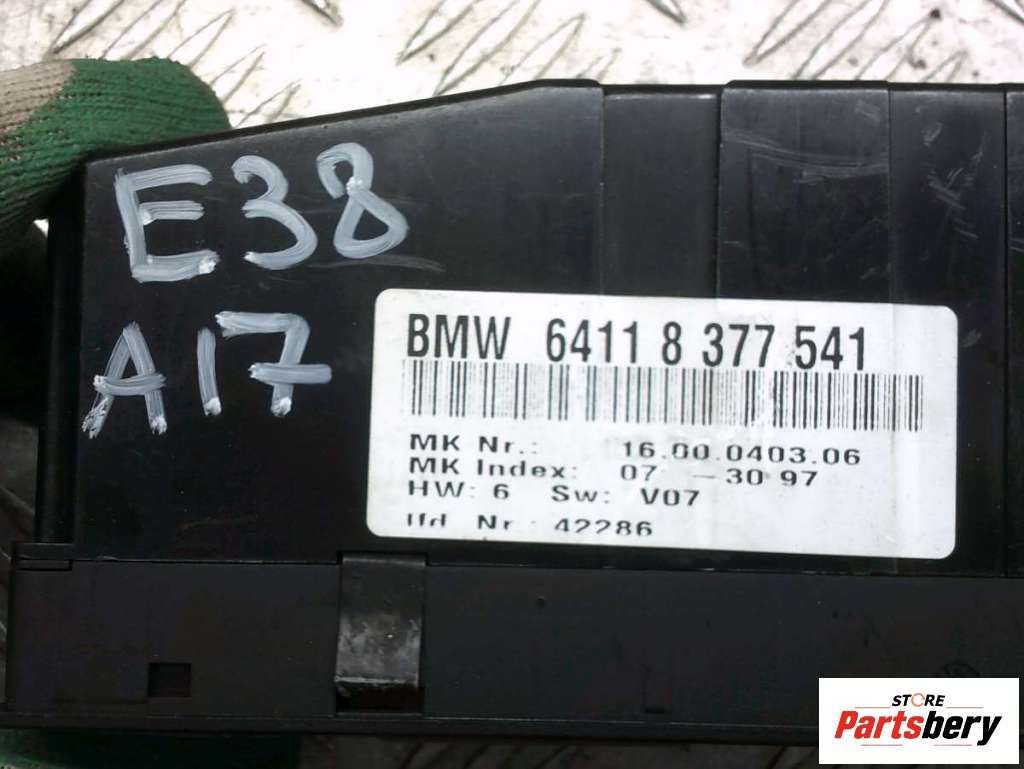 E38
A17
BMW 6411 8 377 541
MK Nr.: 16.00.0403.06
MK Index: 07 - 30 97
HW: 6 Sw: V07
lfd Nr.: 42286
STORE
Partsbery